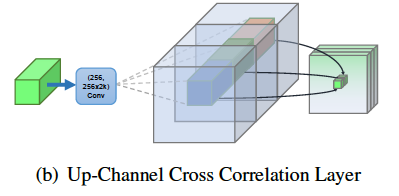 (256,
256x2k)
Conv
(b) Up-Channel Cross Correlation Layer